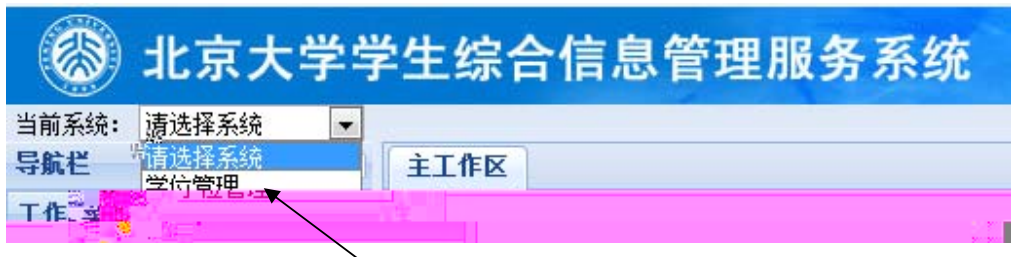 北京大学学生综合信息管理服务系统
当前系统： 请选择系统
请选择系统
导航栏 主工作区
学位管理
工作